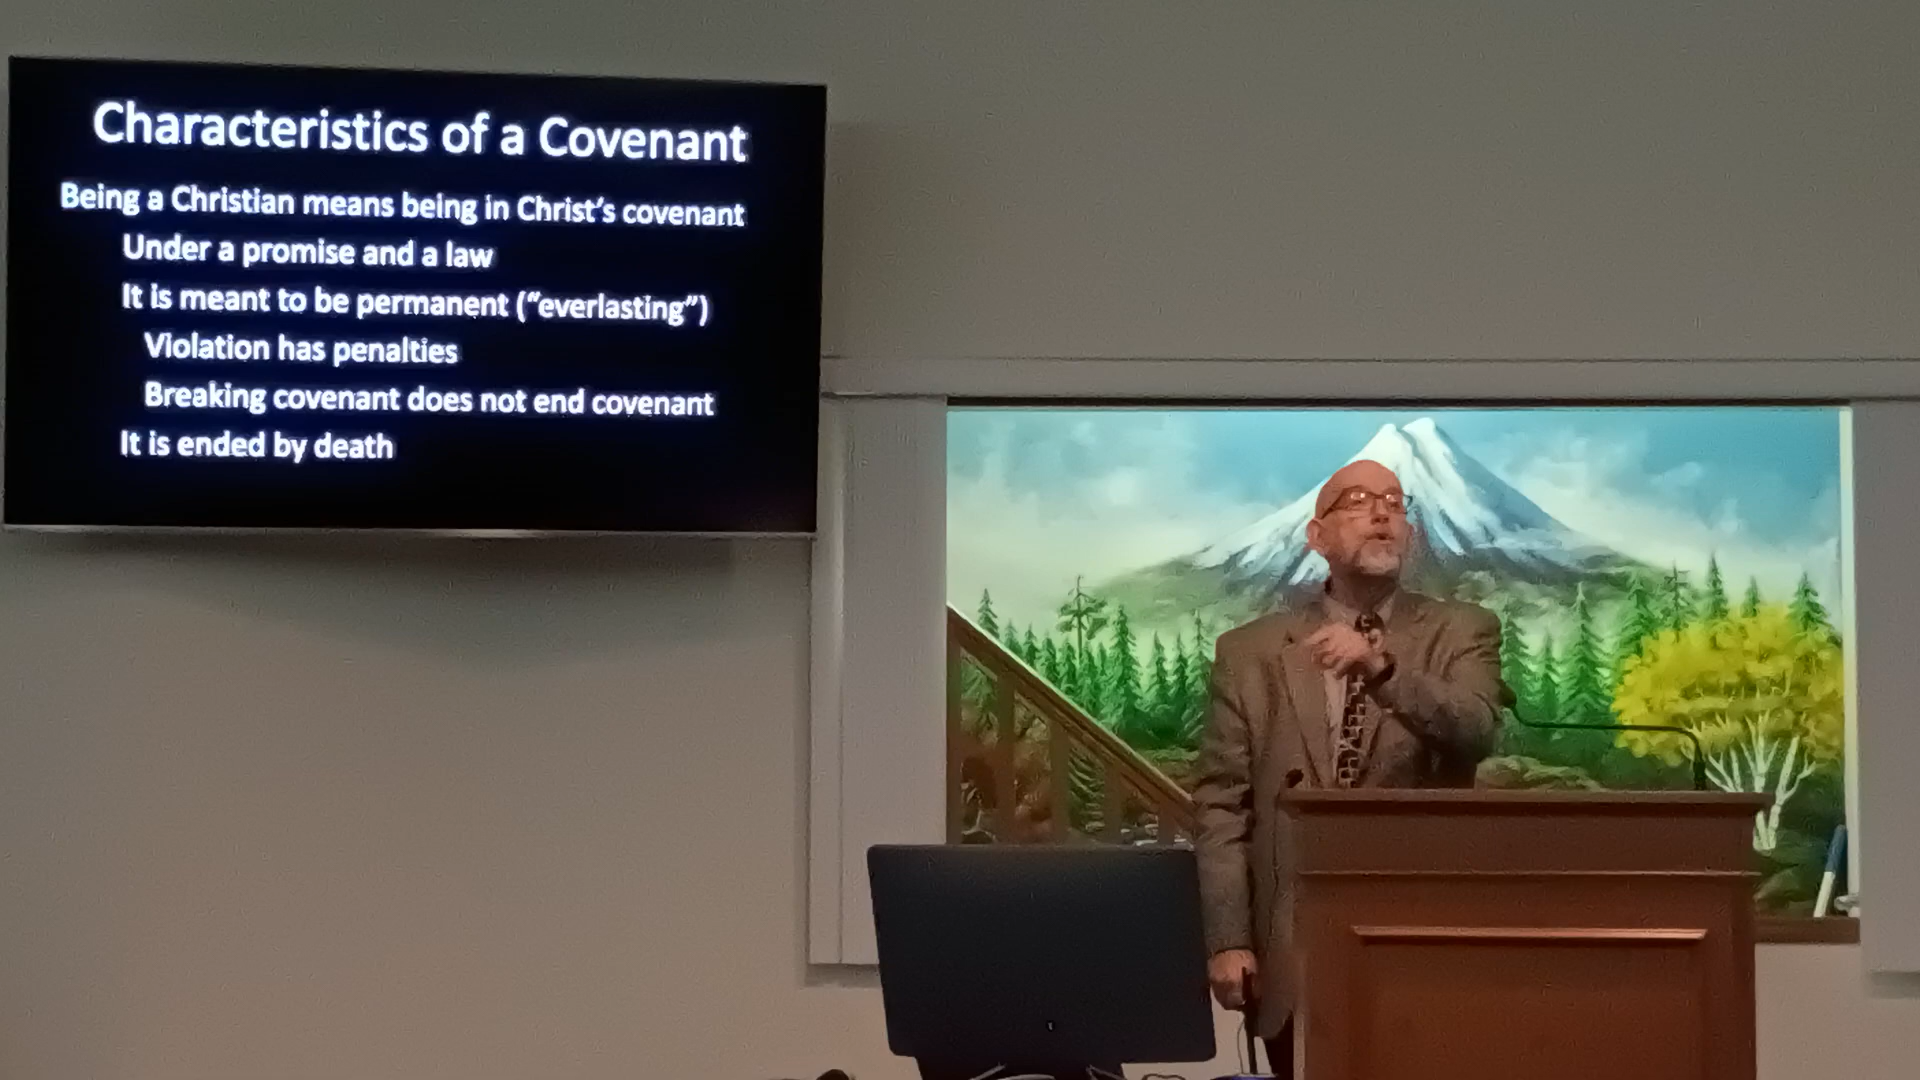 Characteristics of a Covenant
Being a Christian means being in Christ's covenant
Under a promise and a law
It is meant to be permanent (“everlasting”)
Violation has penalties
Breaking covenant does not end covenant
It is ended by death